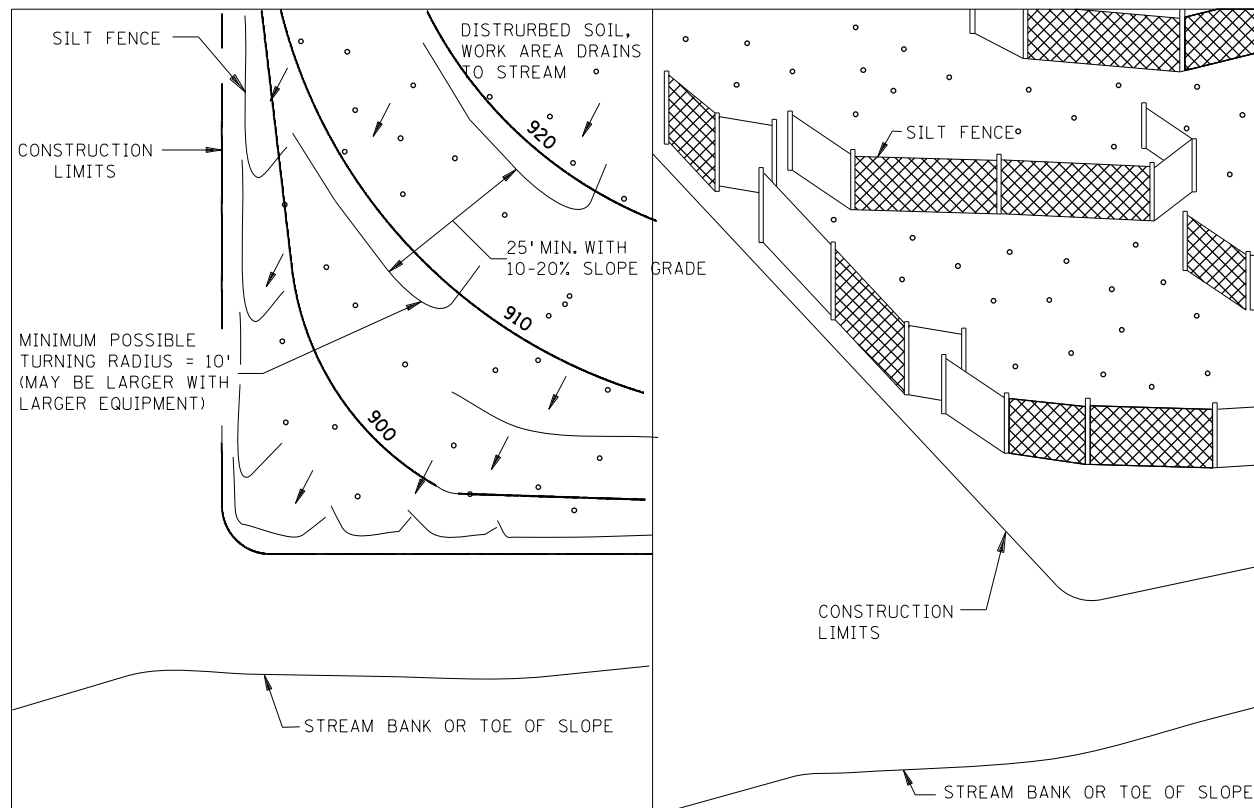 SILT FENCE
DISTRURBED SOIL,
WORK AREA DRAINS
TO STREAM
CONSTRUCTION
LIMITS
920
25' MIN. WITH
10-20% SLOPE GRADE
910
MINIMUM POSSIBLE
TURNING RADIUS = 10'
(MAY BE LARGER WITH
LARGER EQUIPMENT)
900
STREAM BANK OR TOE OF SLOPE
SILT FENCE
CONSTRUCTION
LIMITS
STREAM BANK OR TOE OF SLOPE